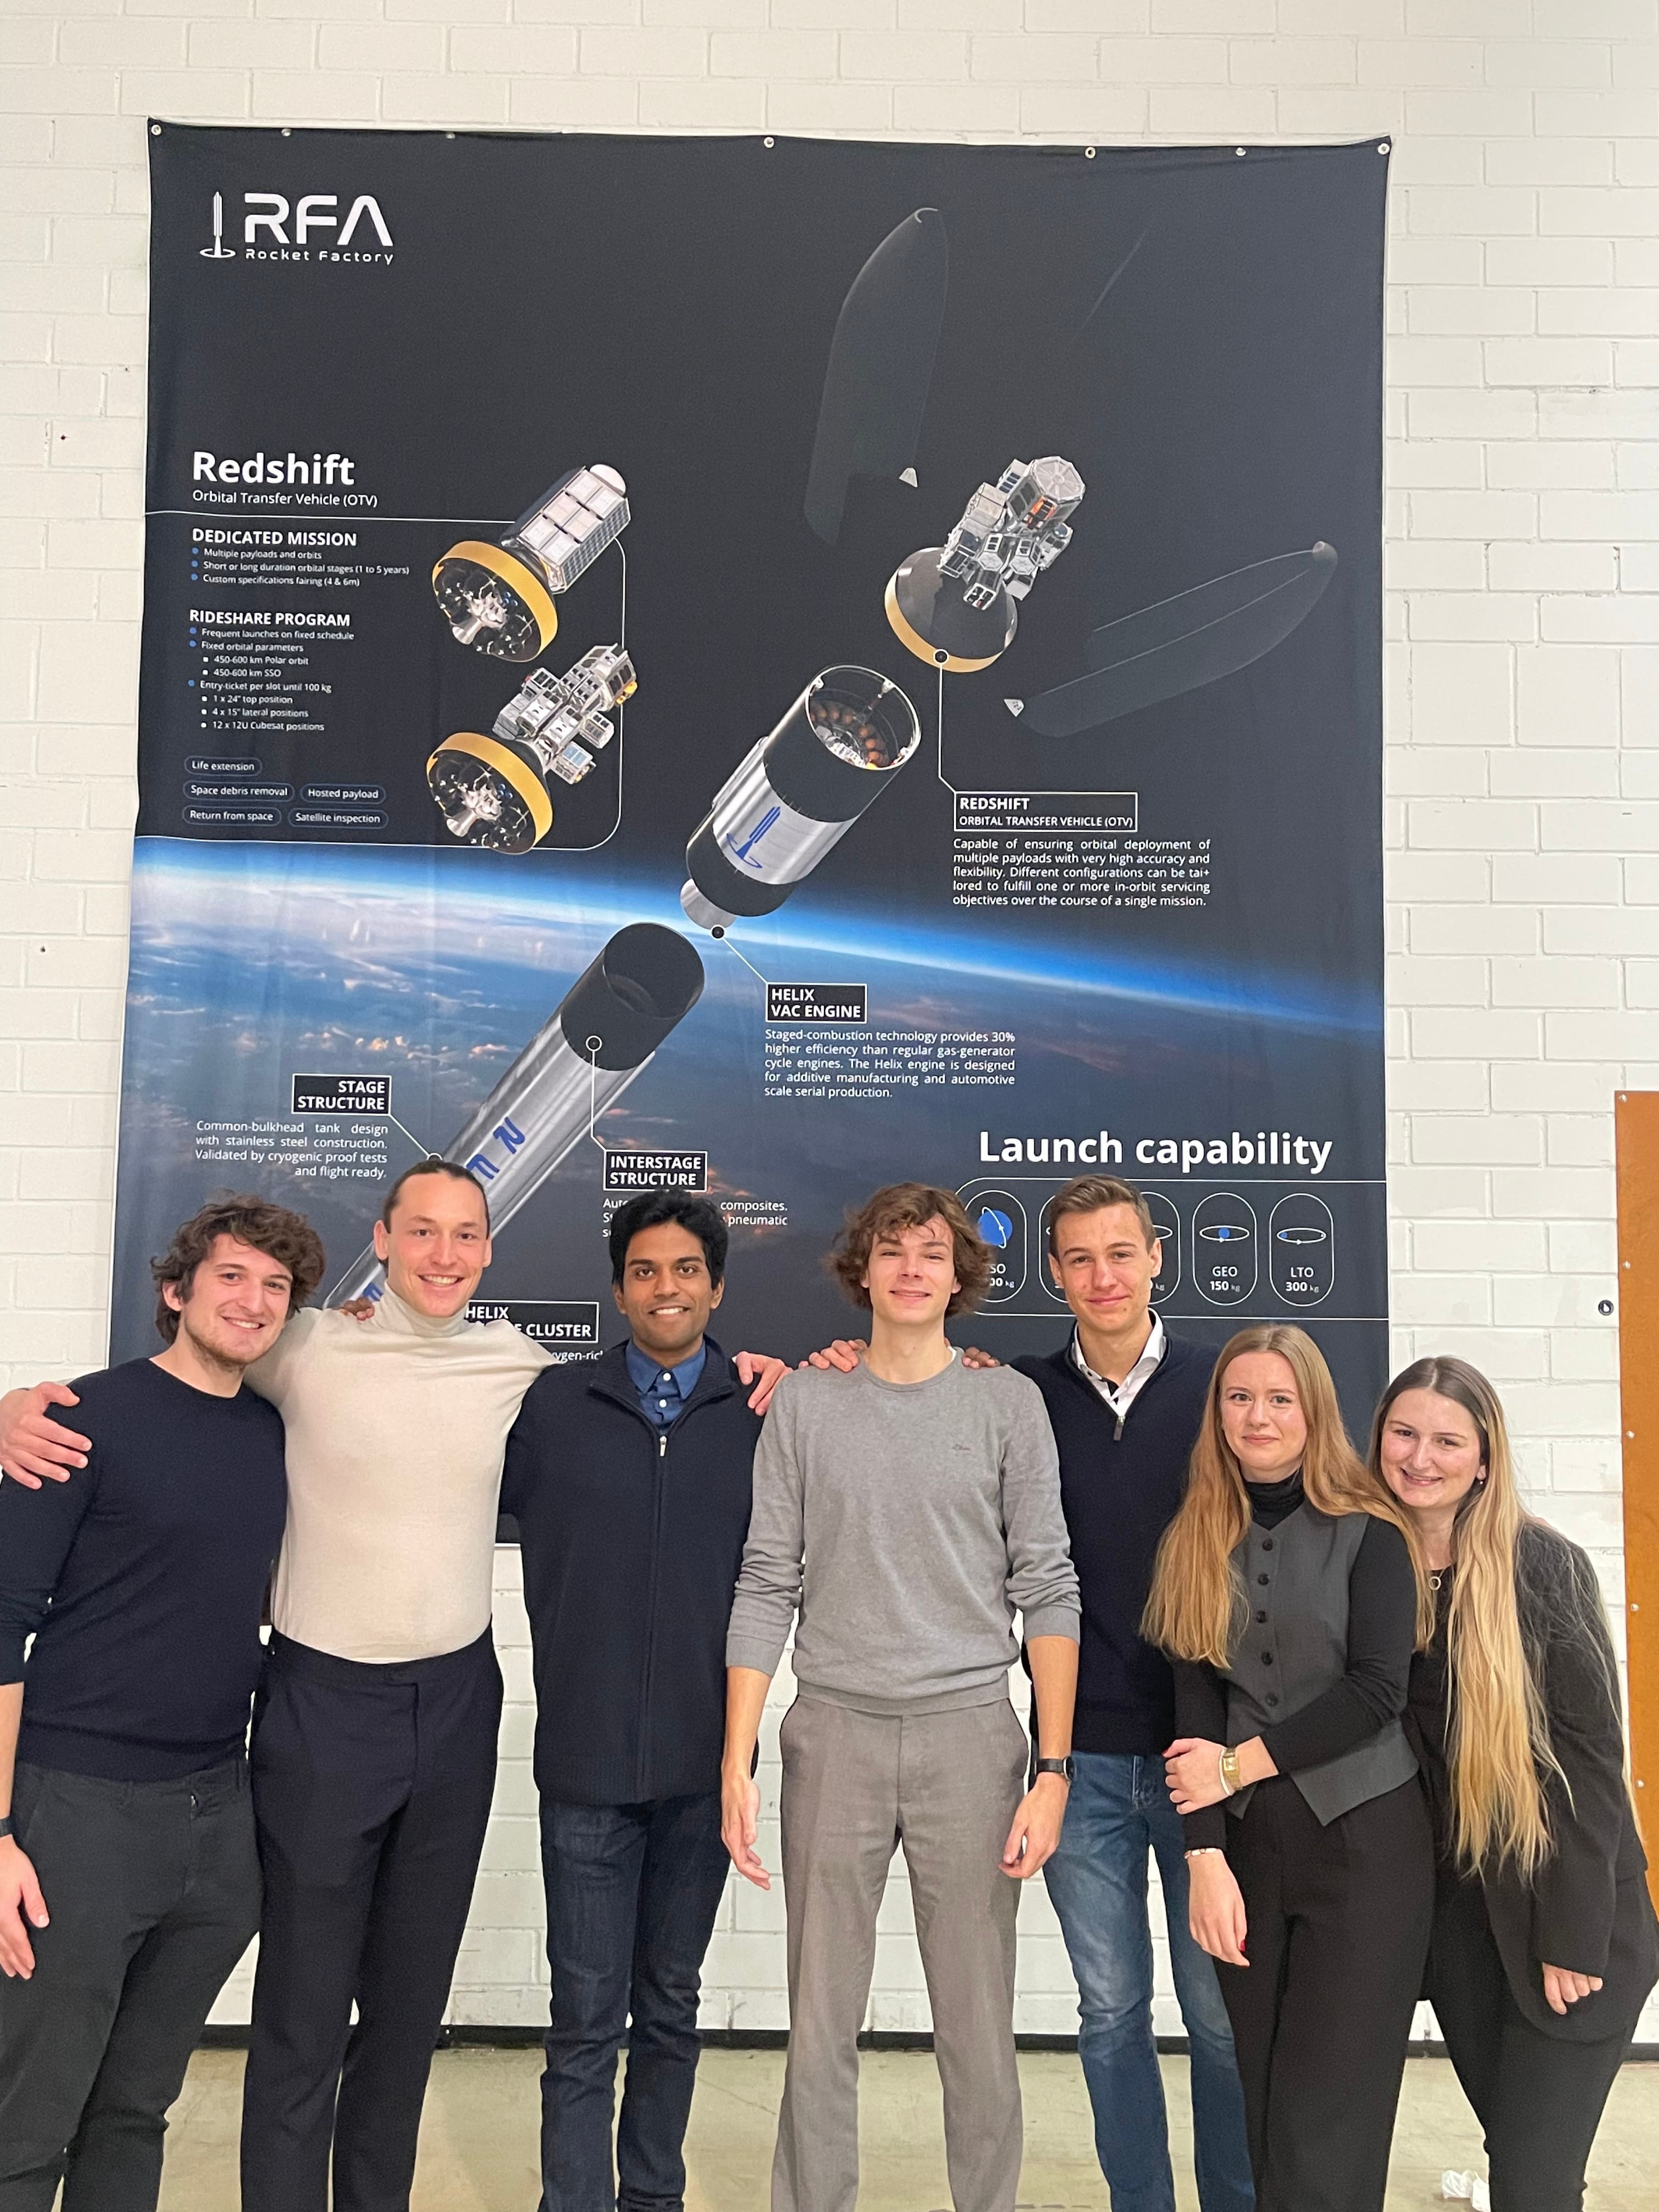 RFA
Rocket Factory
Redshift
Orbital Transfer Vehicle (OTV)
DEDICATED MISSION
Multiple payloads and orbits
Short or long duration orbital stages (1 to 5 years)
Custom specifications fairing (4 & 6m)
RIDESHARE PROGRAM
Frequent launches on fixed schedule
Fixed orbital parameters
450-600 km Polar orbit
450-600 km SSO
Entry-ticket per slot until 100 kg
1 x 24" top position
4 x 15" lateral positions
12 x 12U Cubesat positions
Life extension
Space debris removal
Hosted payload
Return from space
Satellite inspection
REDSHIFT
ORBITAL TRANSFER VEHICLE (OTV)
Capable of ensuring orbital deployment of
multiple payloads with very high accuracy and
flexibility. Different configurations can be tai+
lored to fulfill one or more in-orbit servicing
objectives over the course of a single mission.
HELIX
VAC ENGINE
Staged-combustion technology provides 30%
higher efficiency than regular gas-generator
cycle engines. The Helix engine is designed
for additive manufacturing and automotive
scale serial production.
STAGE
STRUCTURE
Common-bulkhead tank design
with stainless steel construction.
Validated by cryogenic proof tests
and flight ready.
INTERSTAGE
STRUCTURE
composites.
pneumatic
HELIX
CLUSTER
Launch capability
kg
GEO
150 kg
LTO
300 kg